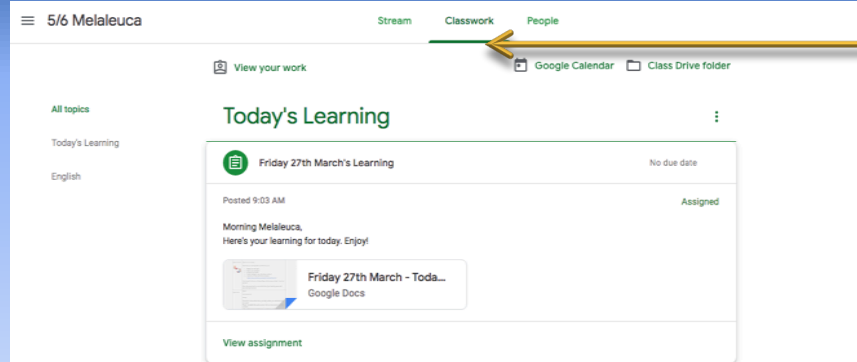 5/6 Melaleuca
Stream Classwork People
View your work
Google Calendar Class Drive folder
All topics
Today's Learning
English
Today's Learning
Friday 27th March's Learning No due date
Posted 9:03 AM Assigned
Morning Melaleuca,
Here's your learning for today. Enjoy!
Friday 27th March - Toda...
Google Docs
View assignment